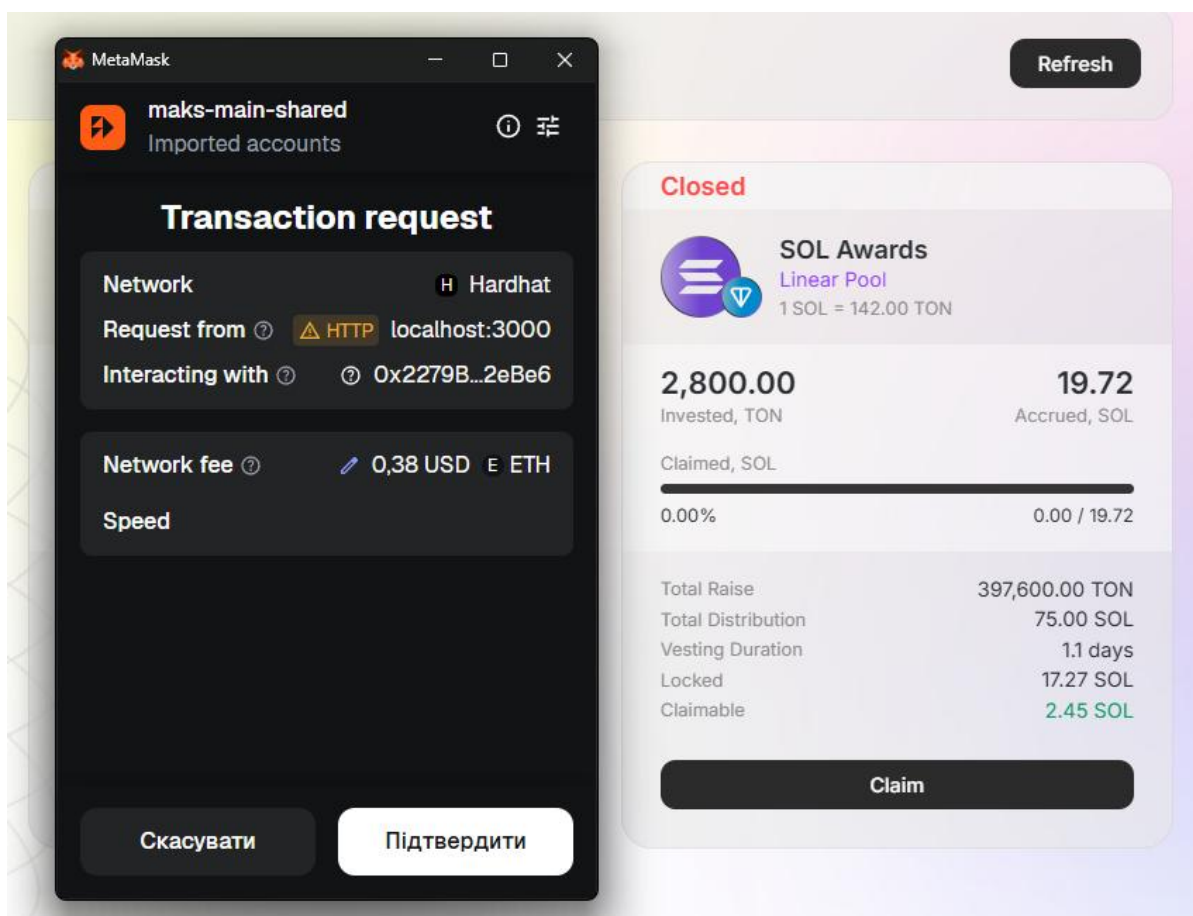 MetaMask
maks-main-shared
Imported accounts
Transaction request
Network H Hardhat
Request from HTTP localhost:3000
Interacting with 0x2279B...2eBe6
Network fee 0,38 USD E ETH
Speed
Скасувати Підтвердити
Refresh
Closed
SOL Awards
Linear Pool
1 SOL = 142.00 TON
2,800.00 19.72
Invested, TON Accrued, SOL
Claimed, SOL
0.00% 0.00 / 19.72
Total Raise 397,600.00 TON
Total Distribution 75.00 SOL
Vesting Duration 1.1 days
Locked 17.27 SOL
Claimable 2.45 SOL
Claim